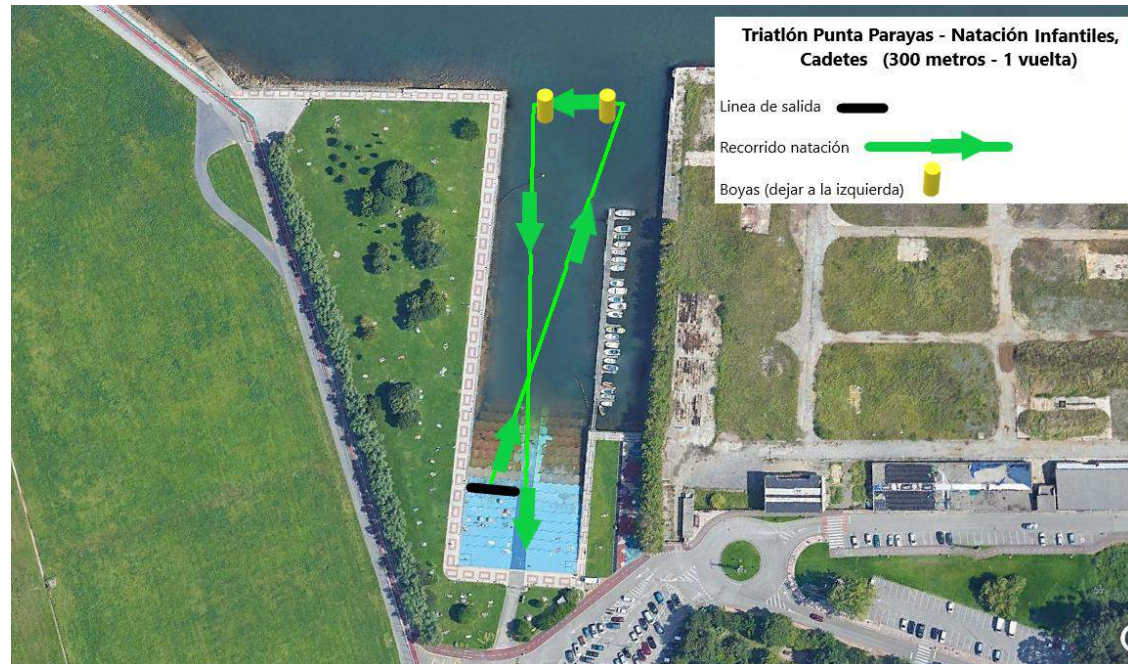 Triatlón Punta Parayas - Natación Infantiles,
Cadetes (300 metros - 1 vuelta)
Linea de salida
Recorrido natación
Boyas (dejar a la izquierda)